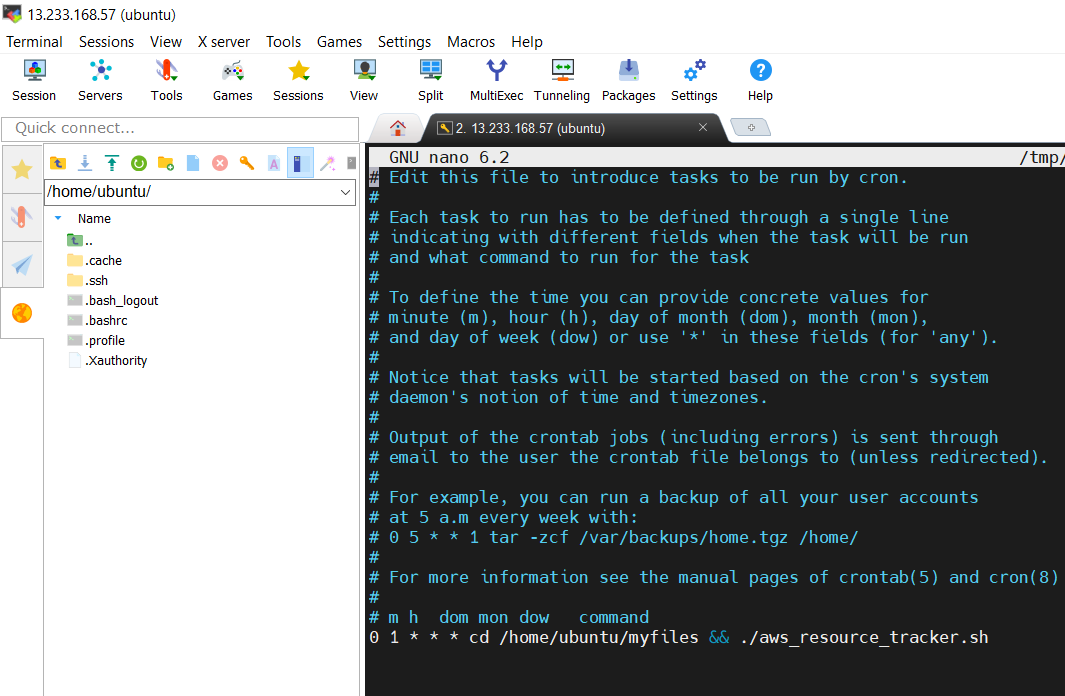 13.233.168.57 (ubuntu)
Terminal Sessions View X server Tools Games Settings Macros Help
Session Servers Tools Games Sessions View Split MultiExec Tunneling Packages Settings Help
Quick connect...
2. 13.233.168.57 (ubuntu)
/home/ubuntu/
Name
..
.cache
.ssh
.bash_logout
.bashrc
.profile
.Xauthority
GNU nano 6.2 /tmp/
# Edit this file to introduce tasks to be run by cron.
#
# Each task to run has to be defined through a single line
# indicating with different fields when the task will be run
# and what command to run for the task
#
# To define the time you can provide concrete values for
# minute (m), hour (h), day of month (dom), month (mon),
# and day of week (dow) or use '*' in these fields (for 'any').
#
# Notice that tasks will be started based on the cron's system
# daemon's notion of time and timezones.
#
# Output of the crontab jobs (including errors) is sent through
# email to the user the crontab file belongs to (unless redirected).
#
# For example, you can run a backup of all your user accounts
# at 5 a.m every week with:
# 0 5 * * 1 tar -zcf /var/backups/home.tgz /home/
#
# For more information see the manual pages of crontab(5) and cron(8)
#
# m h  dom mon dow   command
0 1 * * * cd /home/ubuntu/myfiles && ./aws_resource_tracker.sh